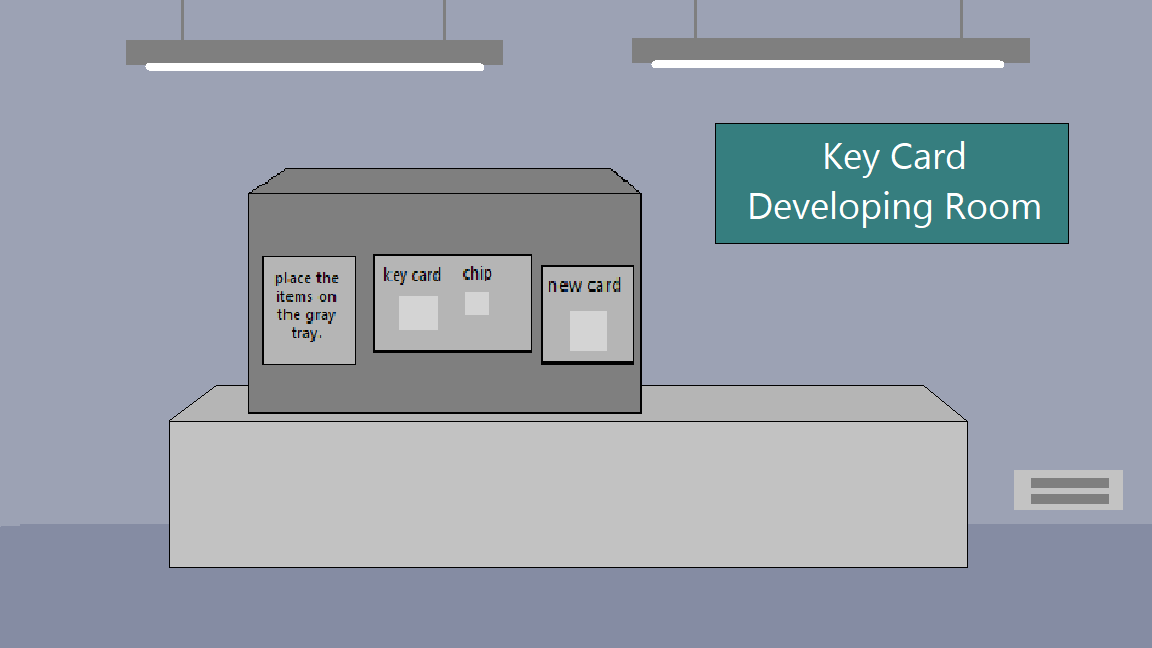 Key Card
Developing Room
place the
items on
the gray
tray.
key card
chip
new card